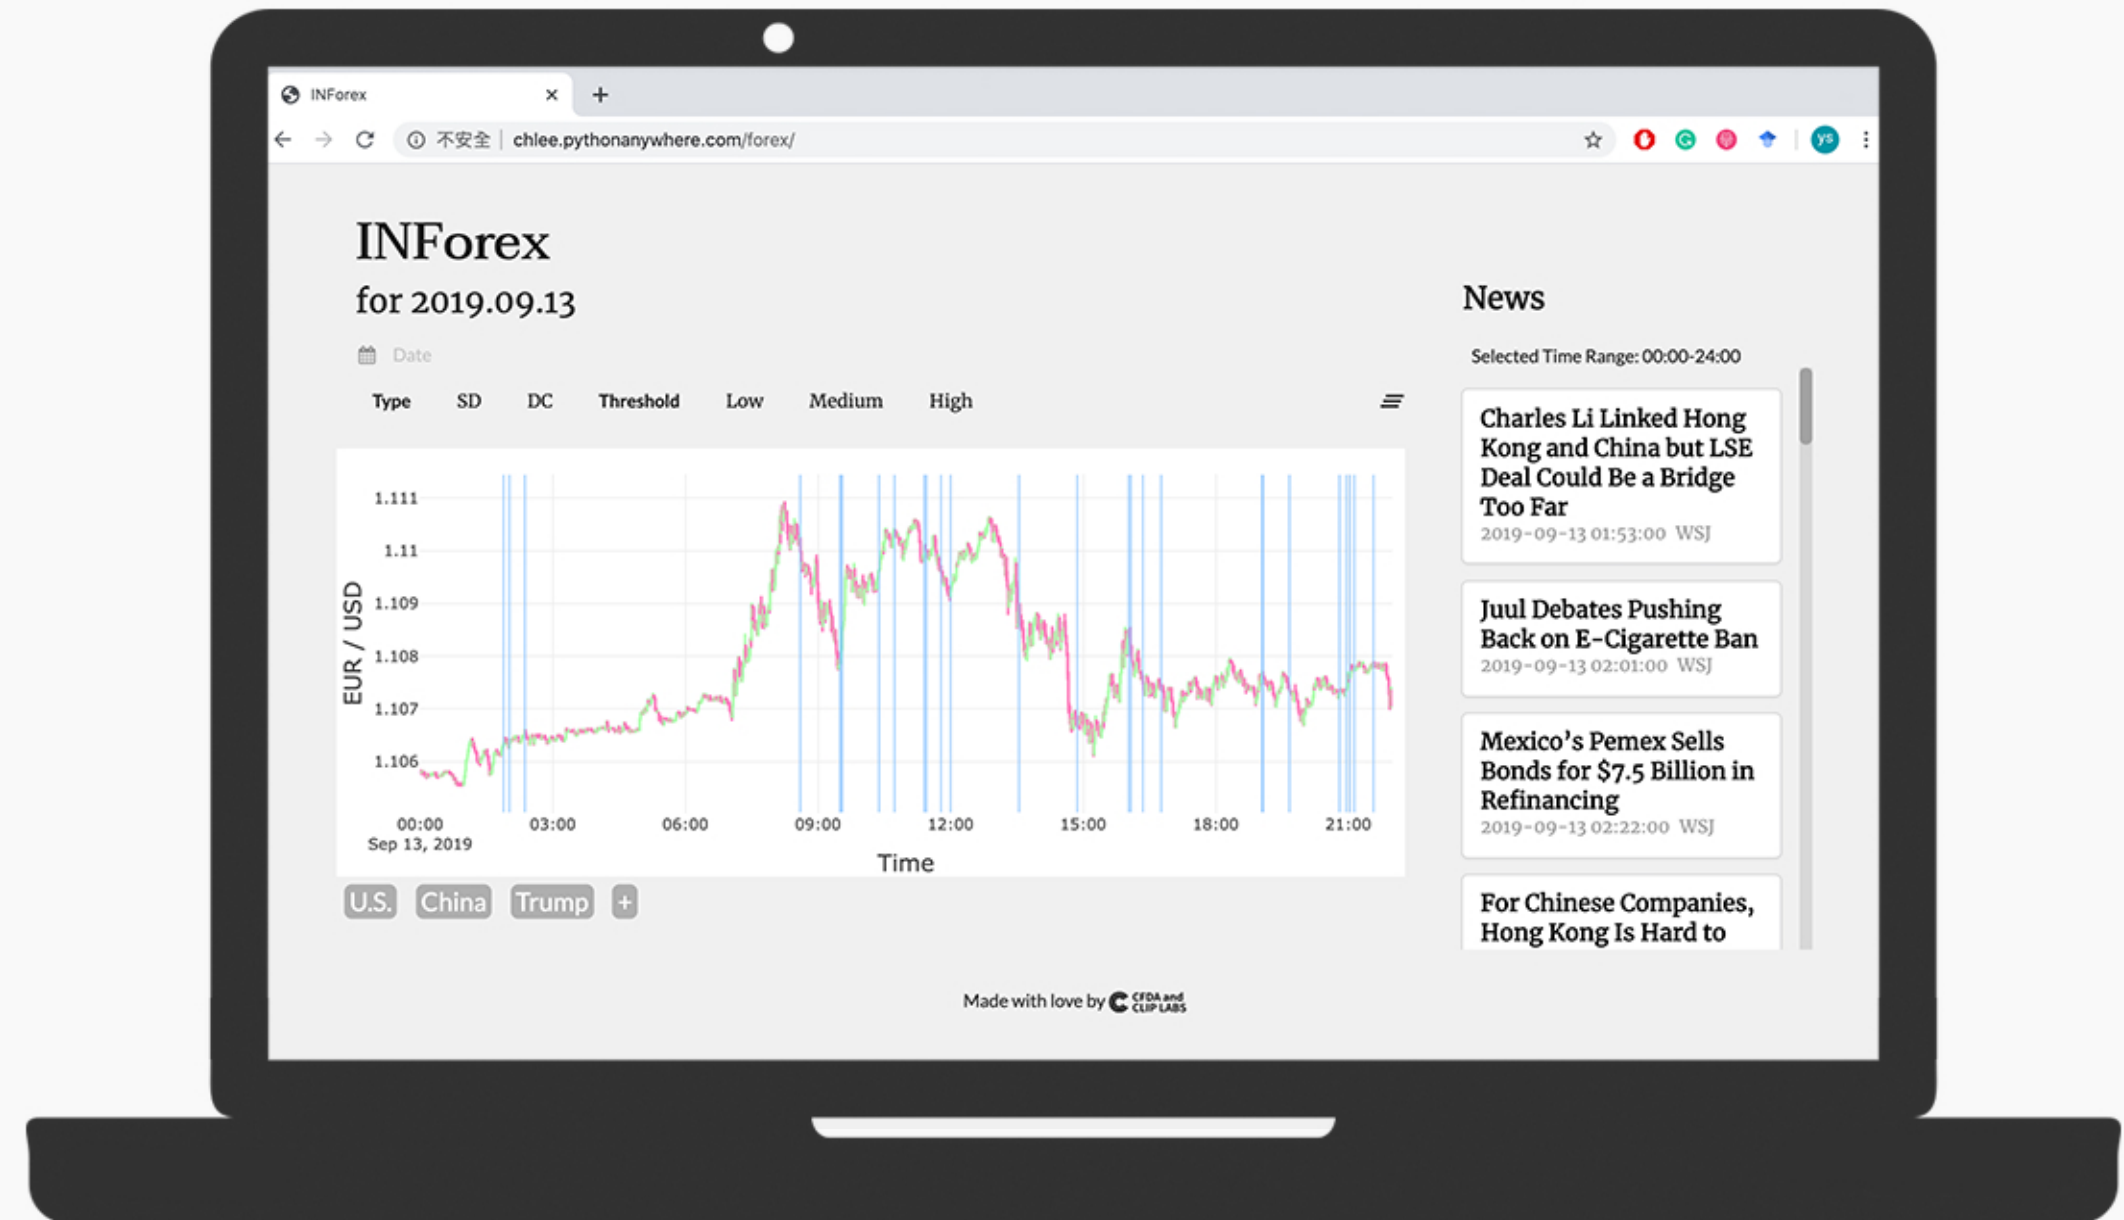 INForex
不安全 chlee.pythonanywhere.com/forex/
ys
INForex
for 2019.09.13
Date
Type SD DC Threshold Low Medium High
EUR / USD
1.111
1.11
1.109
1.108
1.107
1.106
00:00 03:00 06:00 09:00 12:00 15:00 18:00 21:00
Sep 13, 2019
Time
U.S. China Trump +
News
Selected Time Range: 00:00-24:00
Charles Li Linked Hong
Kong and China but LSE
Deal Could Be a Bridge
Too Far
2019-09-13 01:53:00 WSJ
Juul Debates Pushing
Back on E-Cigarette Ban
2019-09-13 02:01:00 WSJ
Mexico’s Pemex Sells
Bonds for $7.5 Billion in
Refinancing
2019-09-13 02:22:00 WSJ
For Chinese Companies,
Hong Kong Is Hard to
Made with love by CFDA and
CLIP LABS